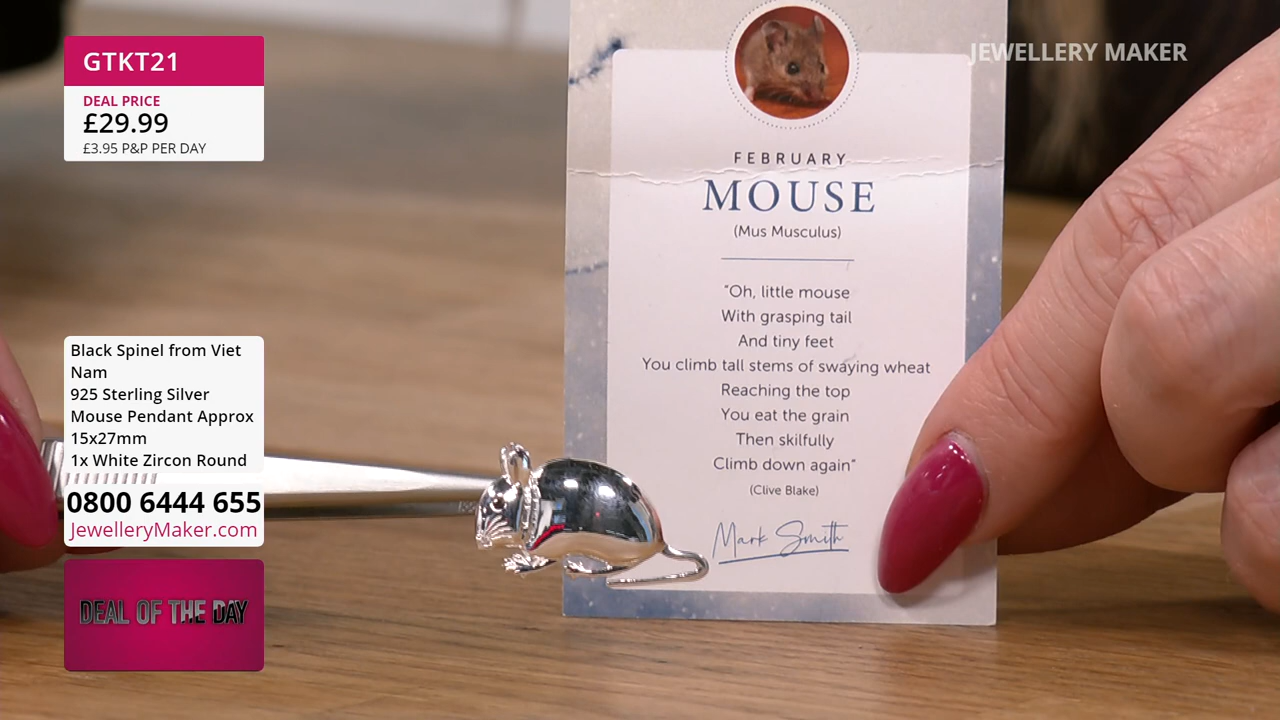 GTKT21
DEAL PRICE
£29.99
£3.95 P&P PER DAY
Black Spinel from Viet
Nam
925 Sterling Silver
Mouse Pendant Approx
15x27mm
1x White Zircon Round
0800 6444 655
JewelleryMaker.com
DEAL OF THE DAY
JEWELLERY MAKER
FEBRUARY
MOUSE
(Mus Musculus)
"Oh, little mouse
With grasping tail
And tiny feet
You climb tall stems of swaying wheat
Reaching the top
You eat the grain
Then skilfully
Climb down again"
(Clive Blake)
Mark Smith